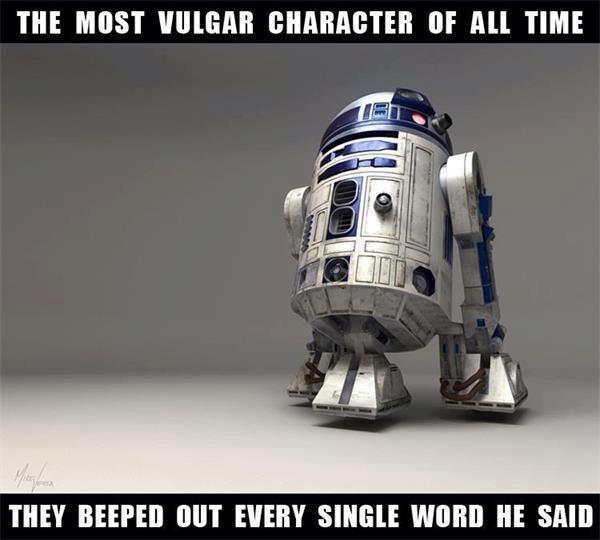 THE MOST VULGAR CHARACTER OF ALL TIME
THEY BEEPED OUT EVERY SINGLE WORD HE SAID